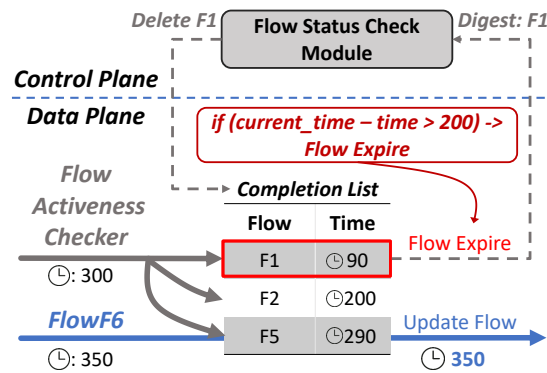 Delete F1
Flow Status Check
Module
Digest: F1
Control Plane
Data Plane
if (current_time – time > 200) ->
Flow Expire
Flow
Activeness
Checker
Completion List
Flow Time
F1 90
Flow Expire
: 300
F2 200
FlowF6
F5 290
Update Flow
: 350
350